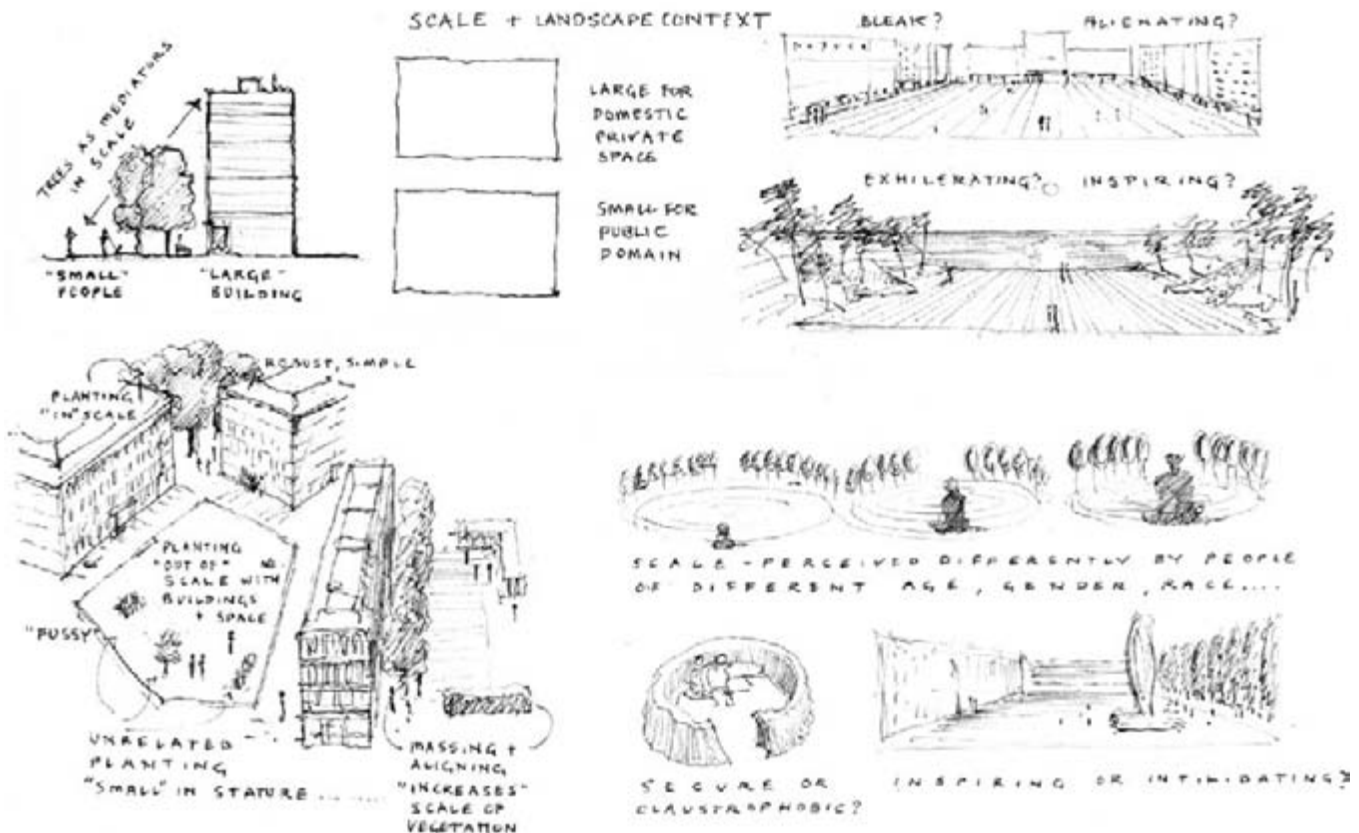 SCALE + LANDSCAPE CONTEXT
TREES AS MEDIATORS
IN SCALE
"SMALL"
PEOPLE
"LARGE"
BUILDING
LARGE FOR
DOMESTIC
PRIVATE
SPACE
SMALL FOR
PUBLIC
DOMAIN
BLEAK? ALIENATING?
EXHILERATING? INSPIRING?
ROBUST, SIMPLE
PLANTING
"IN" SCALE
PLANTING
"OUT OF"
SCALE WITH
BUILDINGS
+ SPACE
"FUSSY"
UNRELATED
PLANTING
"SMALL" IN STATURE ........
MASSING +
ALIGNING
"INCREASES"
SCALE OF
VEGETATION
SCALE - PERCEIVED DIFFERENTLY BY PEOPLE
OF DIFFERENT AGE, GENDER, RACE....
SECURE OR
CLAUSTROPHOBIC?
INSPIRING OR INTIMIDATING?